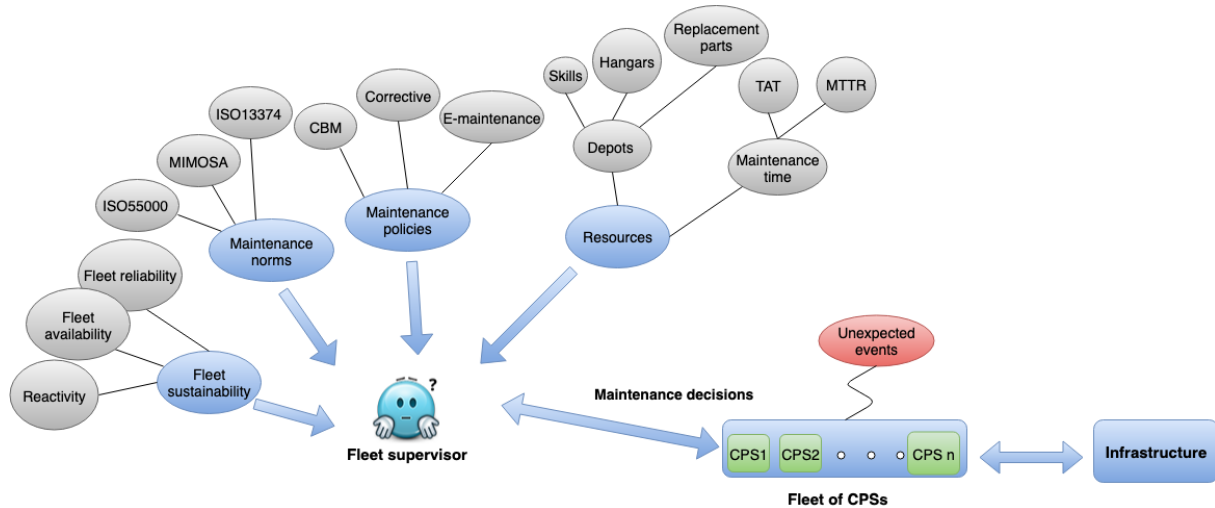 Replacement
parts
Skills
Hangars
TAT
MTTR
Corrective
ISO13374
CBM
E-maintenance
Depots
MIMOSA
Maintenance
time
ISO55000
Maintenance
policies
Resources
Maintenance
norms
Fleet reliability
Fleet
availability
Unexpected
events
Fleet
sustainability
Reactivity
?
Maintenance decisions
Fleet supervisor
CPS1
CPS2
CPS n
Infrastructure
Fleet of CPSs